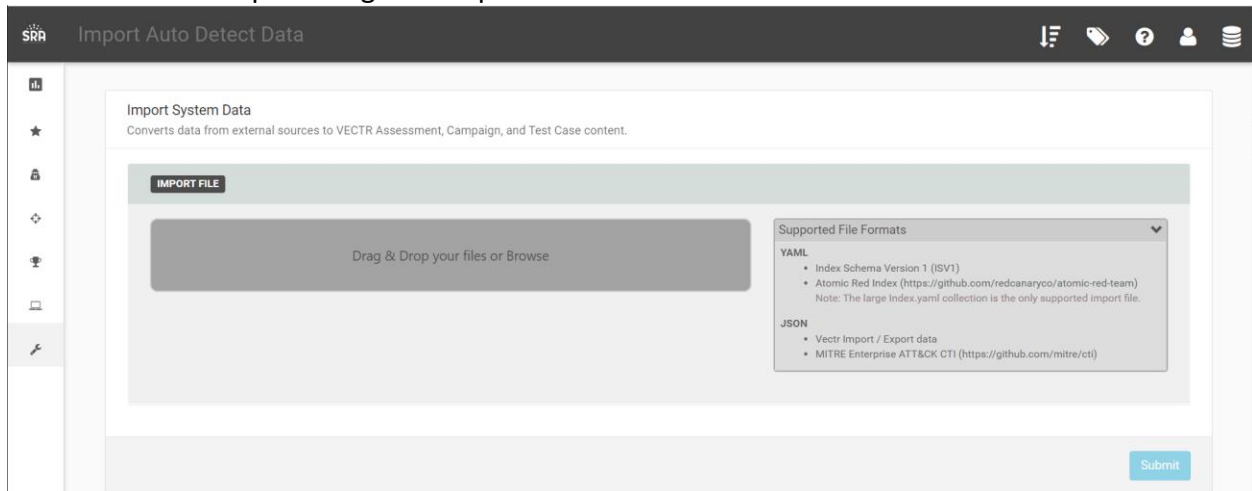 SRA
Import Auto Detect Data
Import System Data
Converts data from external sources to VECTR Assessment, Campaign, and Test Case content.
IMPORT FILE
Drag & Drop your files or Browse
Supported File Formats
YAML
• Index Schema Version 1 (ISV1)
• Atomic Red Index (https://github.com/redcanaryco/atomic-red-team)
Note: The large Index.yaml collection is the only supported import file.
JSON
• Vectr Import / Export data
• MITRE Enterprise ATT&CK CTI (https://github.com/mitre/cti)
Submit